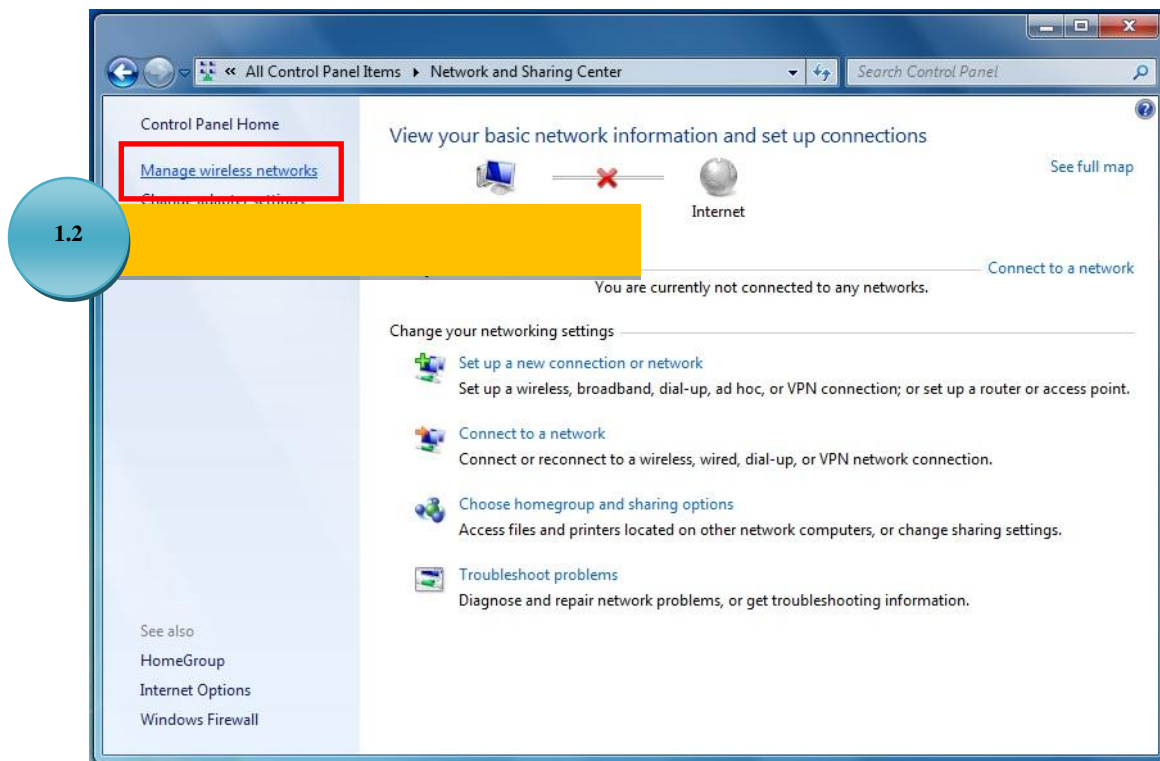 « All Control Panel Items ▸ Network and Sharing Center
Search Control Panel
Control Panel Home
Manage wireless networks
Change adapter settings
1.2
View your basic network information and set up connections
See full map
Internet
Connect to a network
You are currently not connected to any networks.
Change your networking settings
Set up a new connection or network
Set up a wireless, broadband, dial-up, ad hoc, or VPN connection; or set up a router or access point.
Connect to a network
Connect or reconnect to a wireless, wired, dial-up, or VPN network connection.
Choose homegroup and sharing options
Access files and printers located on other network computers, or change sharing settings.
Troubleshoot problems
Diagnose and repair network problems, or get troubleshooting information.
See also
HomeGroup
Internet Options
Windows Firewall